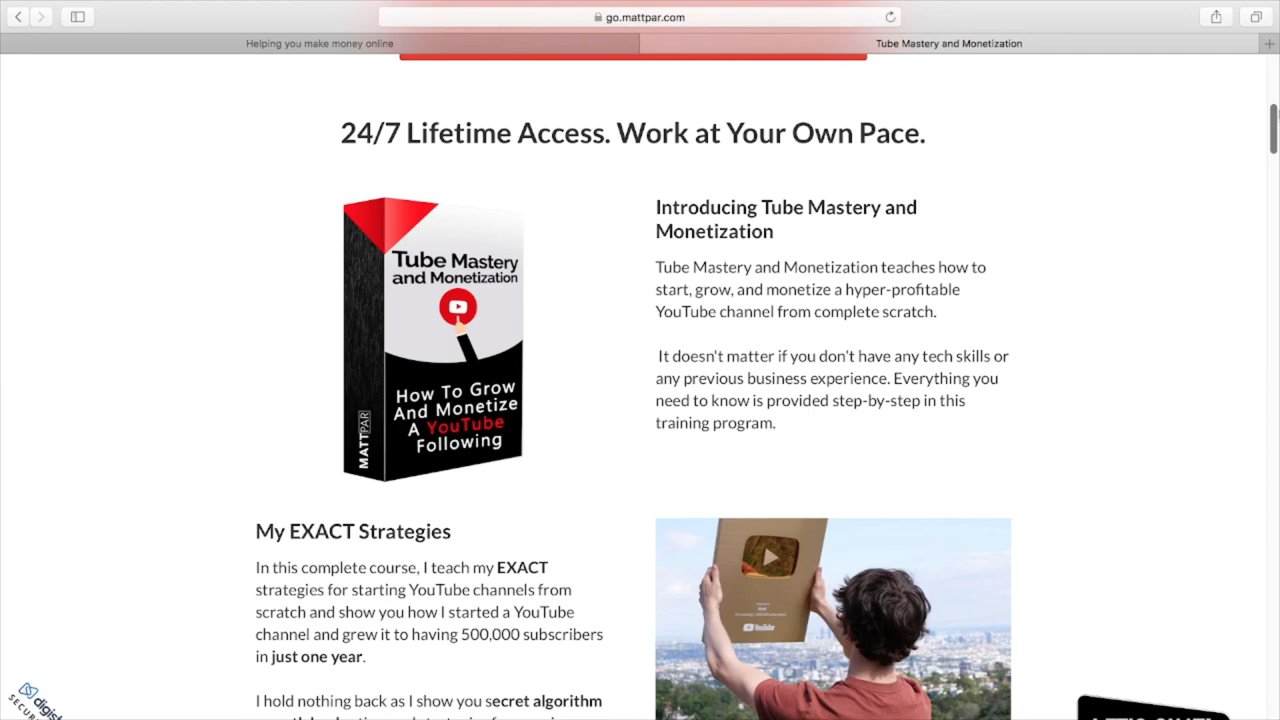 go.mattpar.com
Helping you make money online
Tube Mastery and Monetization
24/7 Lifetime Access. Work at Your Own Pace.
Tube Mastery
and Monetization
How To Grow
And Monetize
A YouTube
Following
MATTPAR
Introducing Tube Mastery and
Monetization
Tube Mastery and Monetization teaches how to
start, grow, and monetize a hyper-profitable
YouTube channel from complete scratch.
It doesn't matter if you don't have any tech skills or
any previous business experience. Everything you
need to know is provided step-by-step in this
training program.
My EXACT Strategies
In this complete course, I teach my EXACT
strategies for starting YouTube channels from
scratch and show you how I started a YouTube
channel and grew it to having 500,000 subscribers
in just one year.
I hold nothing back as I show you secret algorithm
YouTube
digist